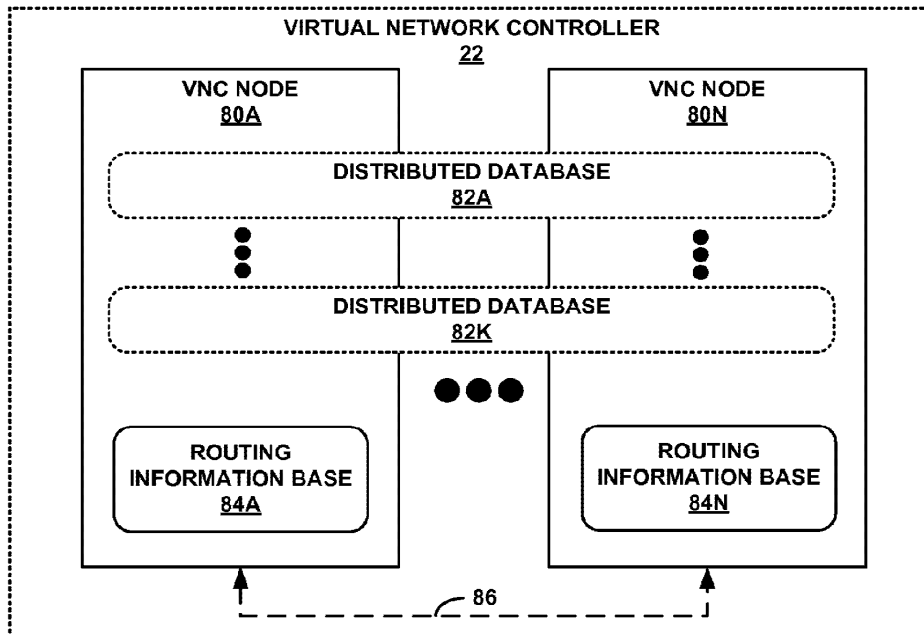 VIRTUAL NETWORK CONTROLLER
22
VNC NODE
80A
VNC NODE
80N
DISTRIBUTED DATABASE
82A
DISTRIBUTED DATABASE
82K
ROUTING
INFORMATION BASE
84A
ROUTING
INFORMATION BASE
84N
86